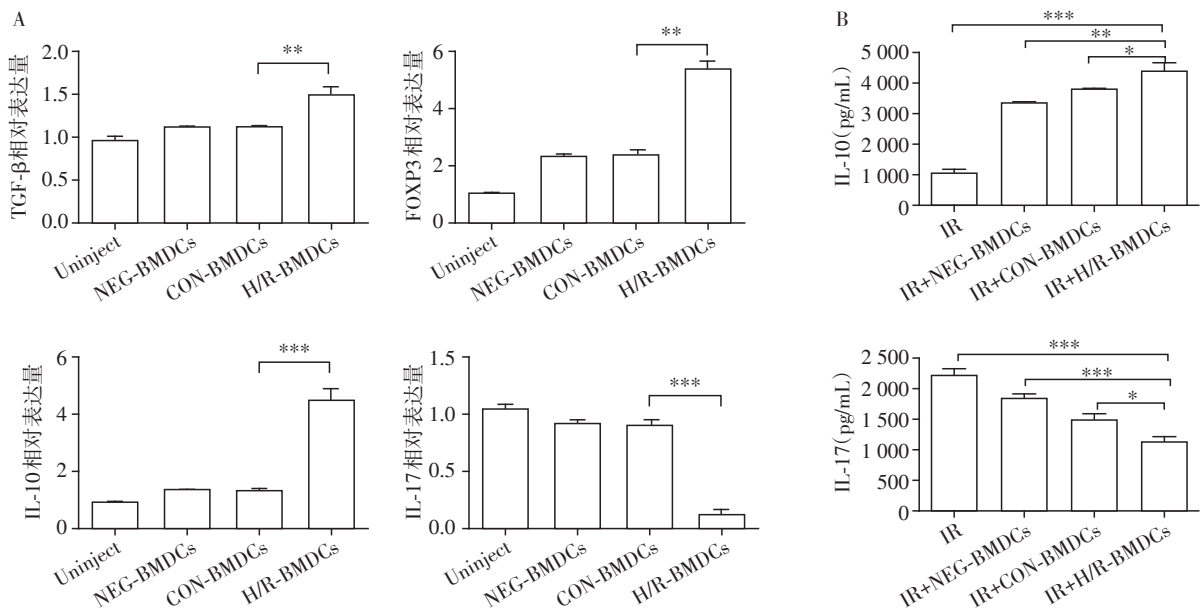 A
TGF-β相对表达量
2.0
1.5
1.0
0.5
0.0
**
Uninject
NEG-BMDCs
CON-BMDCs
H/R-BMDCs
FOXP3相对表达量
6
4
2
0
**
Uninject
NEG-BMDCs
CON-BMDCs
H/R-BMDCs
B
IL-10(pg/mL)
5 000
4 000
3 000
2 000
1 000
0
***
**
*
IR
IR+NEG-BMDCs
IR+CON-BMDCs
IR+H/R-BMDCs
IL-10相对表达量
6
4
2
0
***
Uninject
NEG-BMDCs
CON-BMDCs
H/R-BMDCs
IL-17相对表达量
1.5
1.0
0.5
0.0
***
Uninject
NEG-BMDCs
CON-BMDCs
H/R-BMDCs
IL-17(pg/mL)
2 500
2 000
1 500
1 000
500
0
***
***
*
IR
IR+NEG-BMDCs
IR+CON-BMDCs
IR+H/R-BMDCs